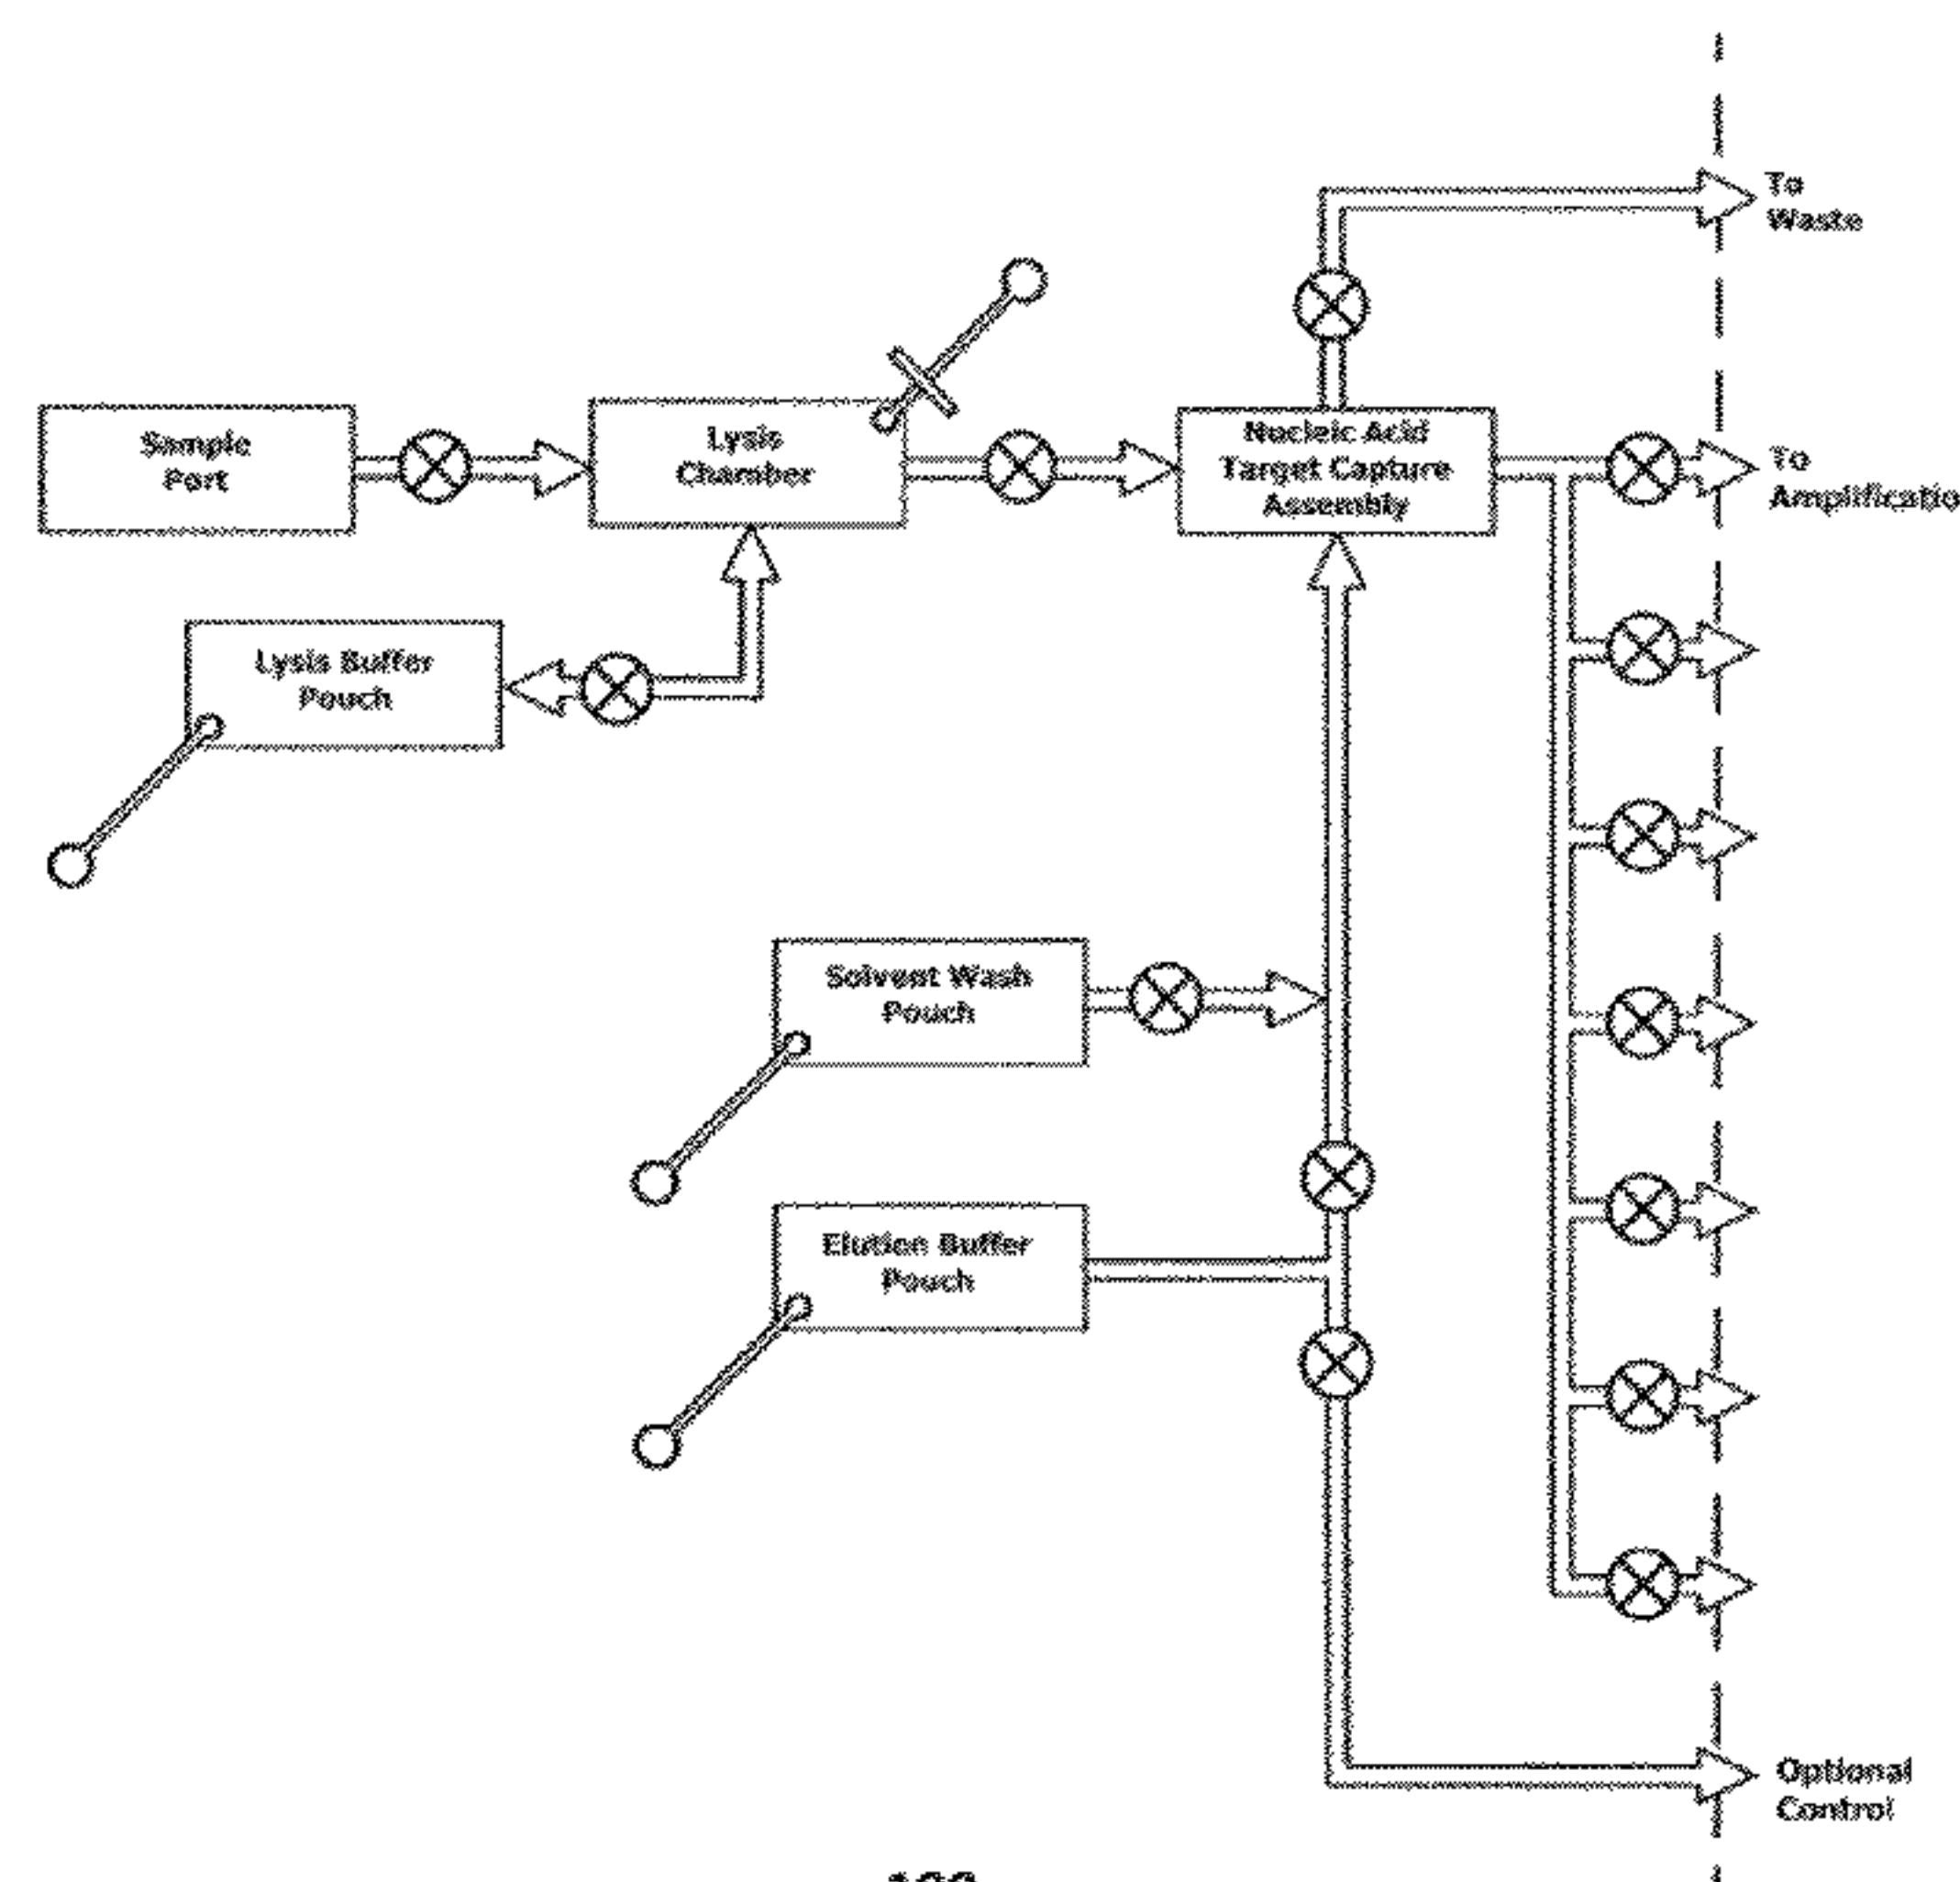 To
Waste
Sample
Port
Lysis
Chamber
Nucleic Acid
Target Capture
Assembly
To
Amplificatio
Lysis Buffer
Pouch
Solvent Wash
Pouch
Elution Buffer
Pouch
Optional
Control